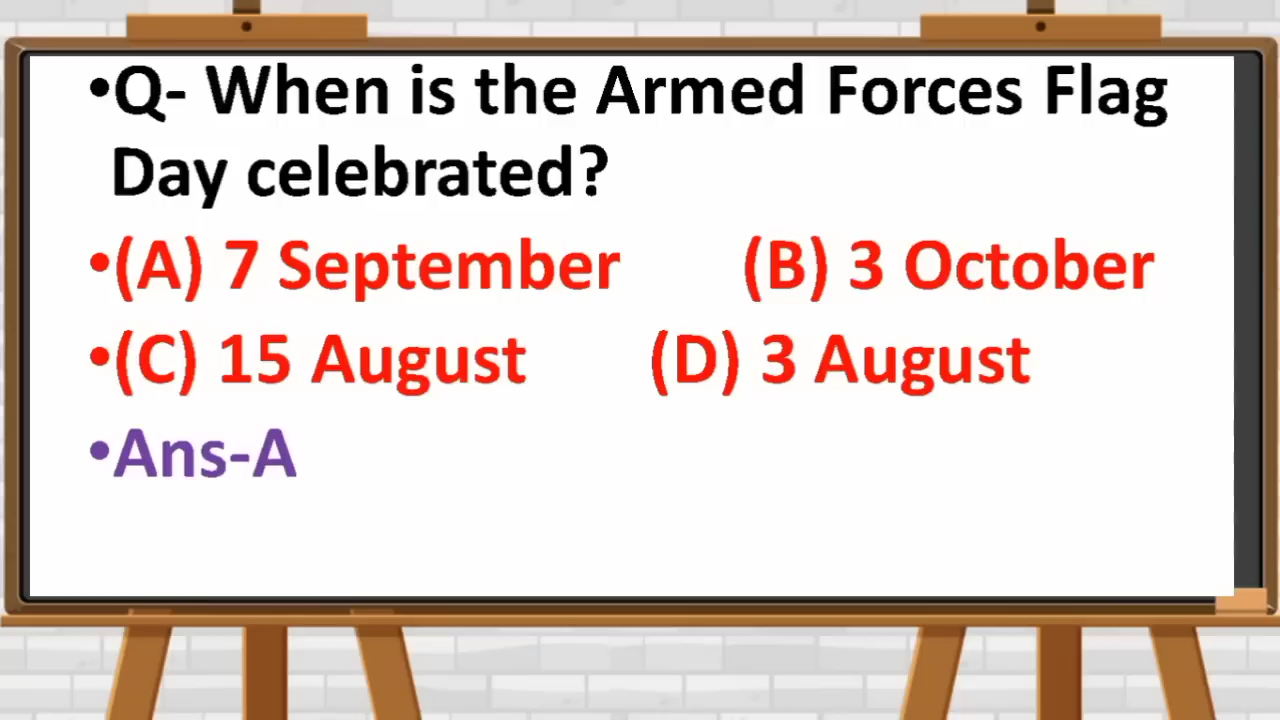 •Q- When is the Armed Forces Flag
Day celebrated?
•(A) 7 September (B) 3 October
•(C) 15 August (D) 3 August
•Ans-A